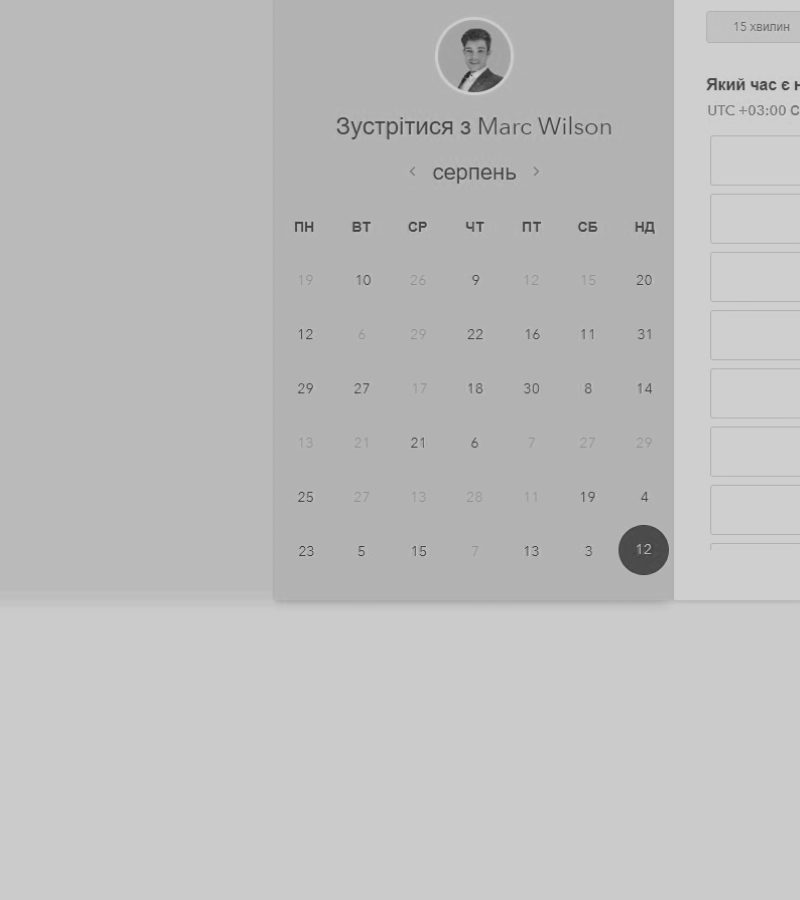 15 хвилин
Який час є
UTC +03:00
Зустрітися з Marc Wilson
серпень
ПН ВТ СР ЧТ ПТ СБ НД
19 10 26 9 12 15 20
12 6 29 22 16 11 31
29 27 17 18 30 8 14
13 21 21 6 7 27 29
25 27 13 28 11 19 4
23 5 15 7 13 3 12